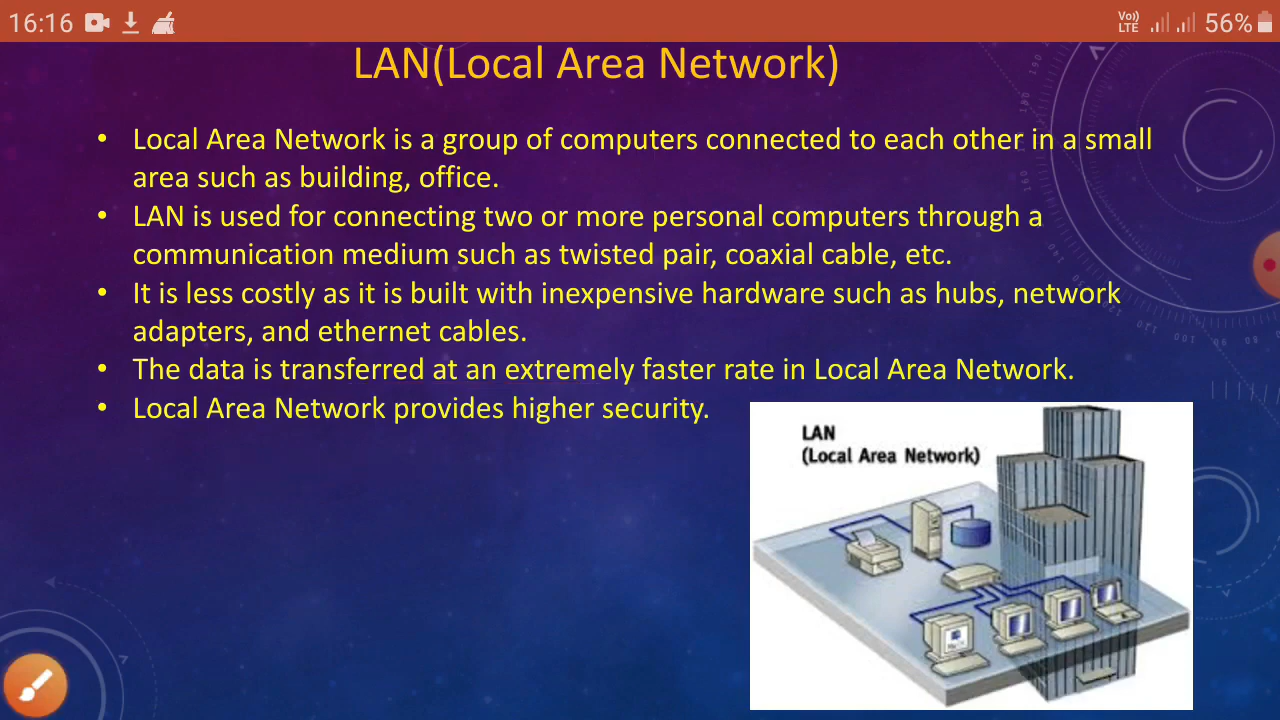 16:16 Vo)) LTE 56%
LAN(Local Area Network)
• Local Area Network is a group of computers connected to each other in a small
area such as building, office.
• LAN is used for connecting two or more personal computers through a
communication medium such as twisted pair, coaxial cable, etc.
• It is less costly as it is built with inexpensive hardware such as hubs, network
adapters, and ethernet cables.
• The data is transferred at an extremely faster rate in Local Area Network.
• Local Area Network provides higher security.
LAN
(Local Area Network)